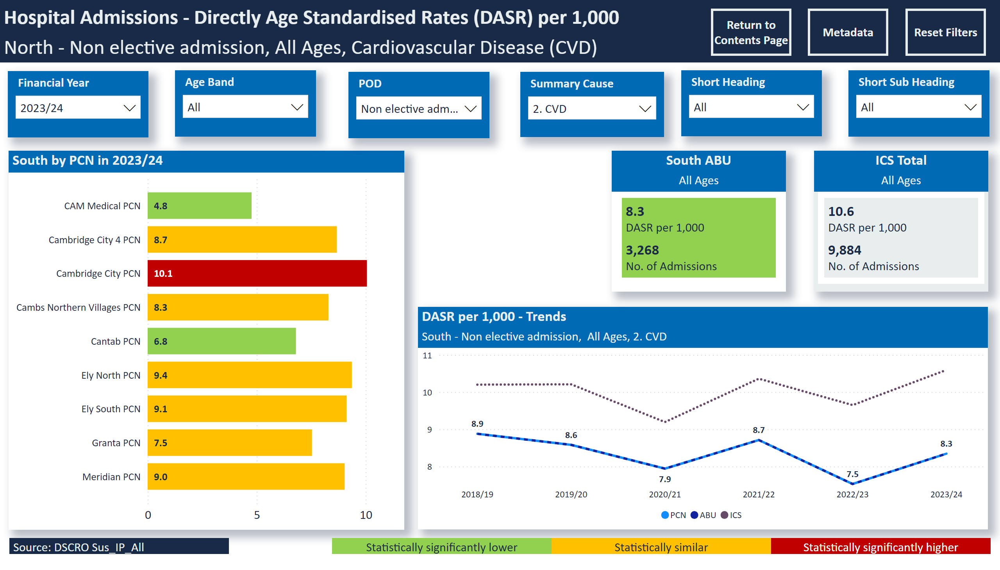 Hospital Admissions - Directly Age Standardised Rates (DASR) per 1,000
North - Non elective admission, All Ages, Cardiovascular Disease (CVD)
Return to
Contents Page
Metadata
Reset Filters
Financial Year
2023/24
Age Band
All
POD
Non elective adm...
Summary Cause
2. CVD
Short Heading
All
Short Sub Heading
All
South by PCN in 2023/24
CAM Medical PCN 4.8
Cambridge City 4 PCN 8.7
Cambridge City PCN 10.1
Cambs Northern Villages PCN 8.3
Cantab PCN 6.8
Ely North PCN 9.4
Ely South PCN 9.1
Granta PCN 7.5
Meridian PCN 9.0
0 5 10
South ABU
All Ages
8.3
DASR per 1,000
3,268
No. of Admissions
ICS Total
All Ages
10.6
DASR per 1,000
9,884
No. of Admissions
DASR per 1,000 - Trends
South - Non elective admission, All Ages, 2. CVD
11
10
9
8
8.9
8.6
7.9
8.7
7.5
8.3
2018/19 2019/20 2020/21 2021/22 2022/23 2023/24
PCN ABU ICS
Source: DSCRO Sus_IP_All
Statistically significantly lower
Statistically similar
Statistically significantly higher